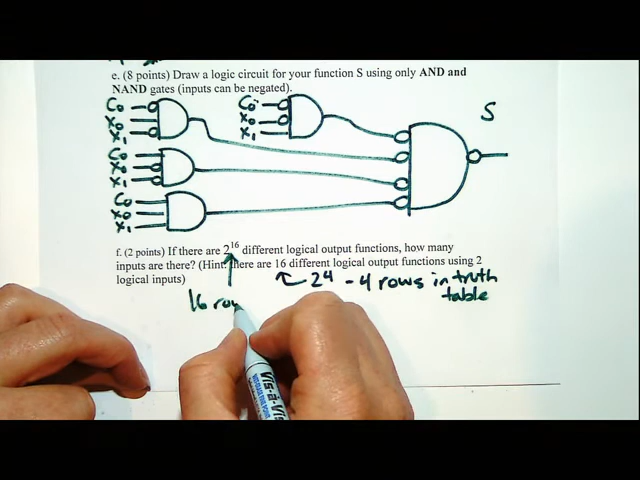 e. (8 points) Draw a logic circuit for your function S using only AND and
NAND gates (inputs can be negated).
C0
X0
X1
C0
X0
X1
S
C0
X0
X1
C0
X0
X1
f. (2 points) If there are 2^16 different logical output functions, how many
inputs are there? (Hint: there are 16 different logical output functions using 2
logical inputs)
2^4 - 4 rows in truth
table
16 row
VIS-à-VIS